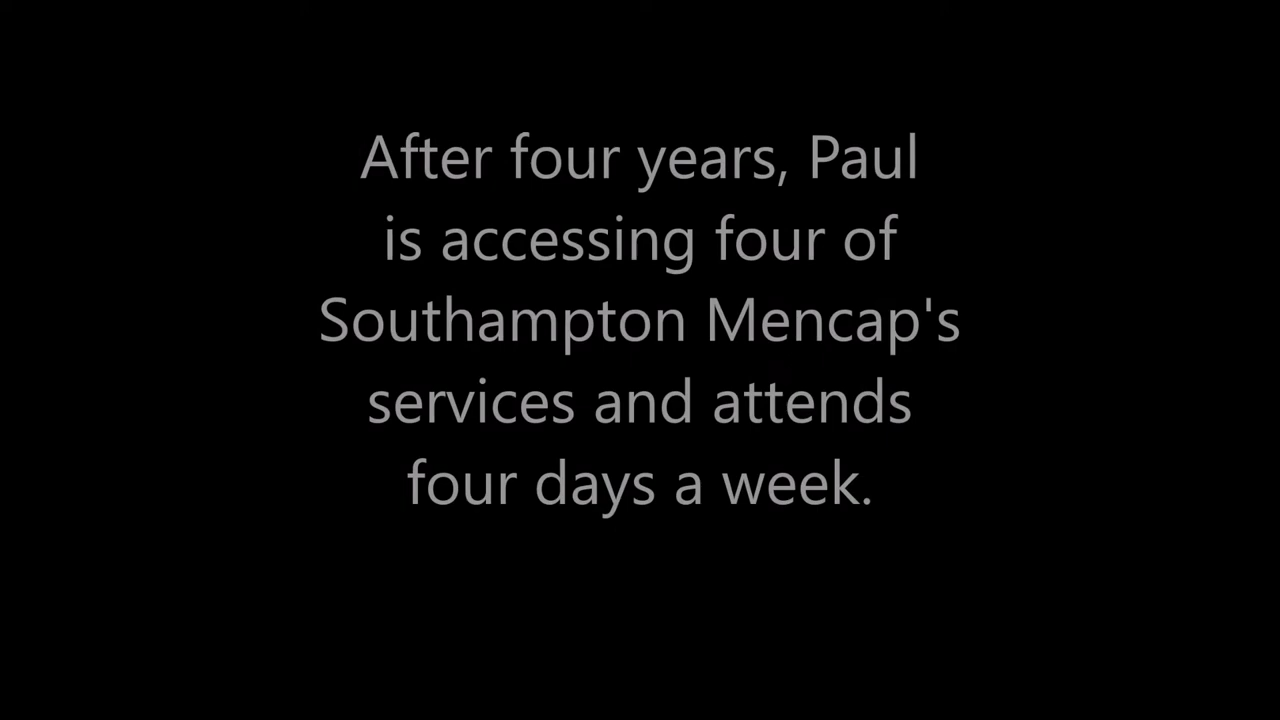 After four years, Paul
is accessing four of
Southampton Mencap's
services and attends
four days a week.